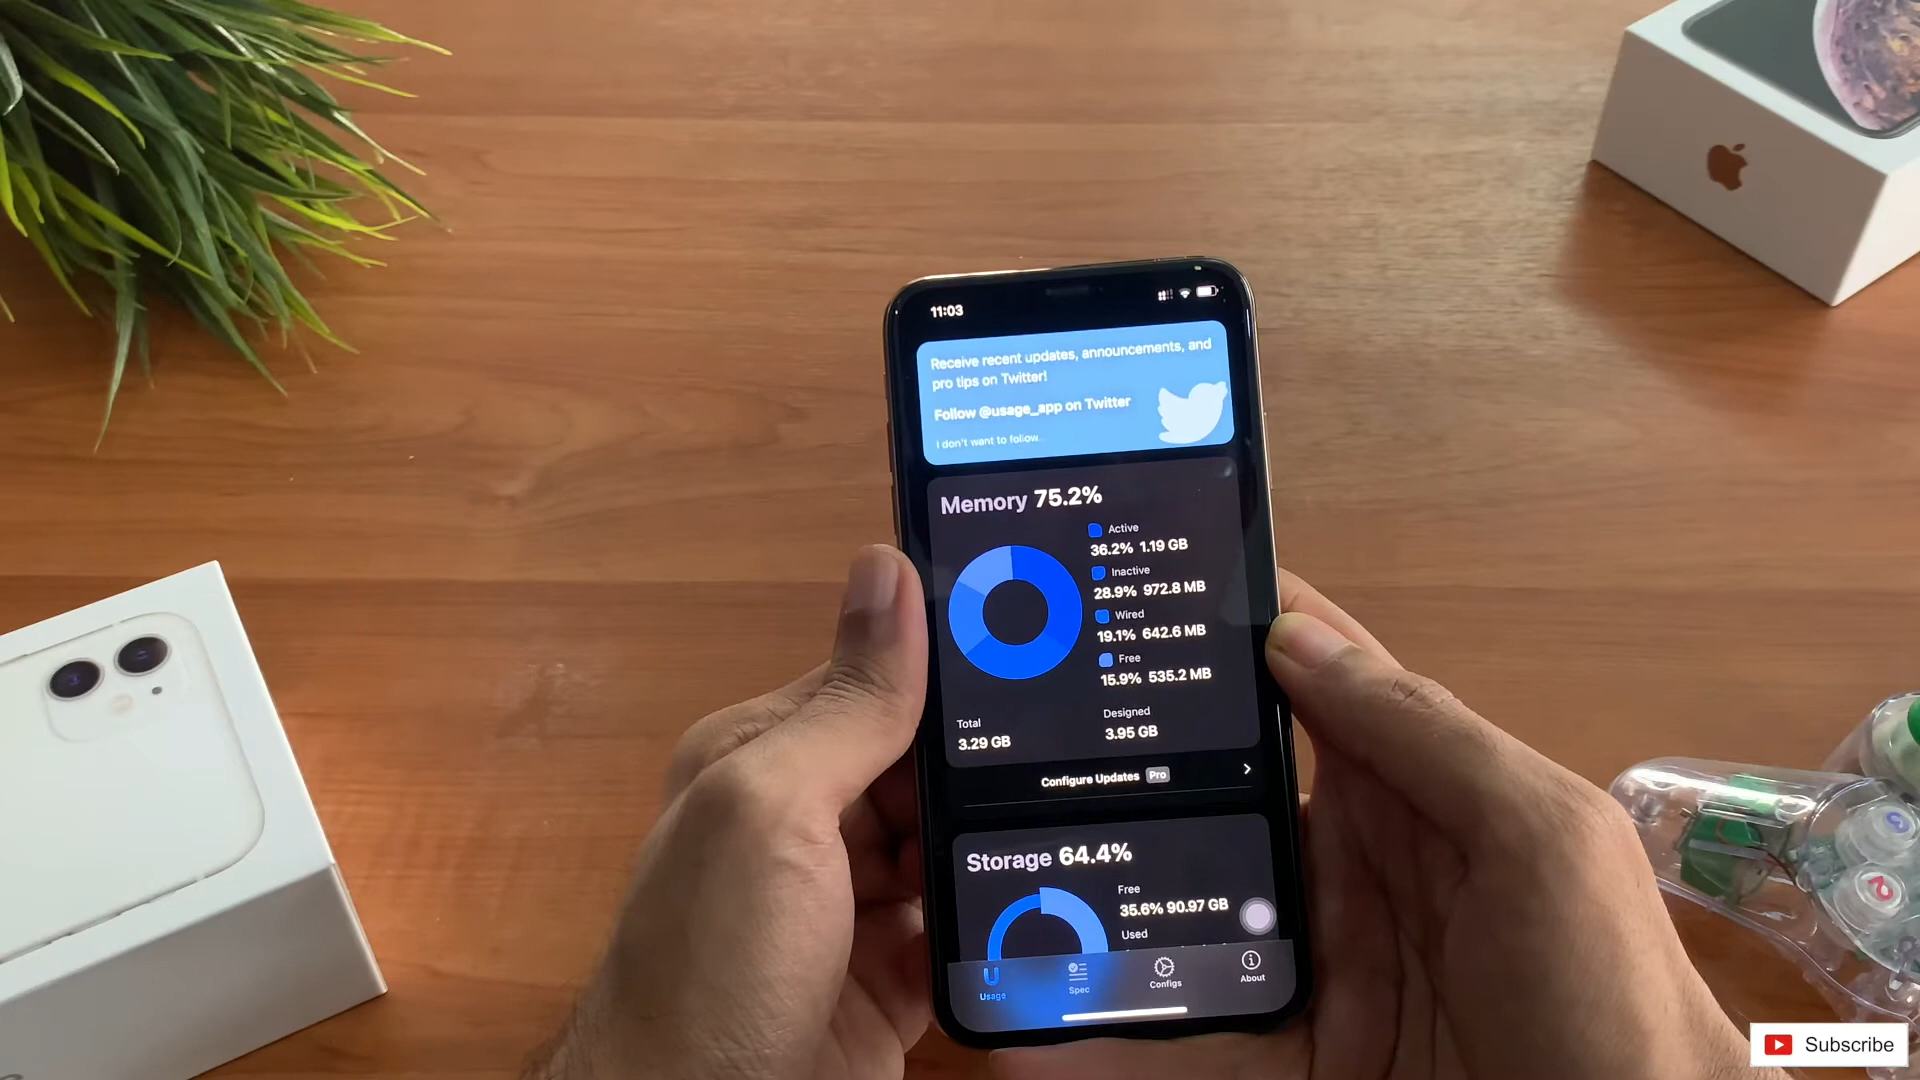 11:03
Receive recent updates, announcements, and
pro tips on Twitter!
Follow @usage_app on Twitter
I don't want to follow.
Memory 75.2%
Active
36.2% 1.19 GB
Inactive
28.9% 972.8 MB
Wired
19.1% 642.6 MB
Free
15.9% 535.2 MB
Total
3.29 GB
Designed
3.95 GB
Configure Updates Pro
Storage 64.4%
Free
35.6% 90.97 GB
Used
Usage
Spec
Configs
About
Subscribe